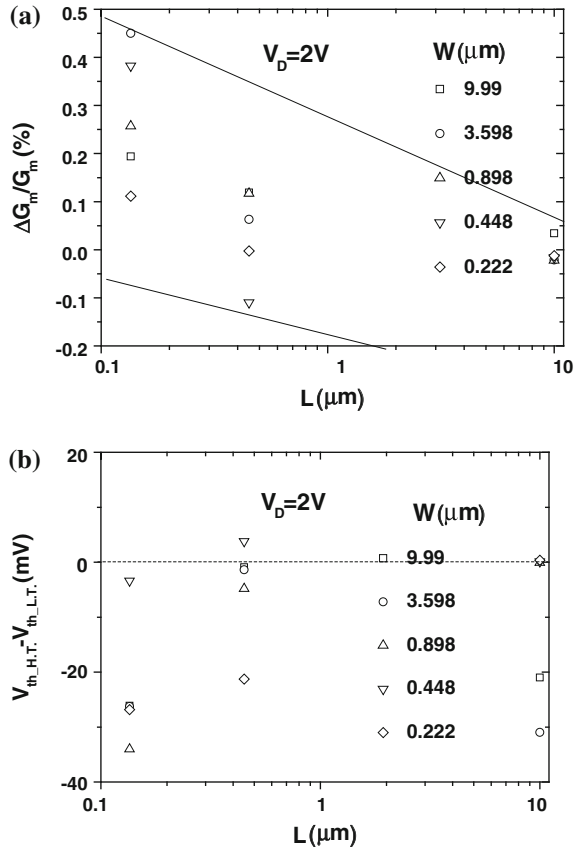 (a)
0.5
0.4
0.3
0.2
0.1
0.0
-0.1
-0.2
ΔG_m/G_m (%)
V_D=2V
W(μm)
9.99
3.598
0.898
0.448
0.222
0.1
1
10
L(μm)
(b)
20
0
-20
-40
V_th_H.T.-V_th_L.T.(mV)
V_D=2V
W(μm)
9.99
3.598
0.898
0.448
0.222
0.1
1
10
L(μm)